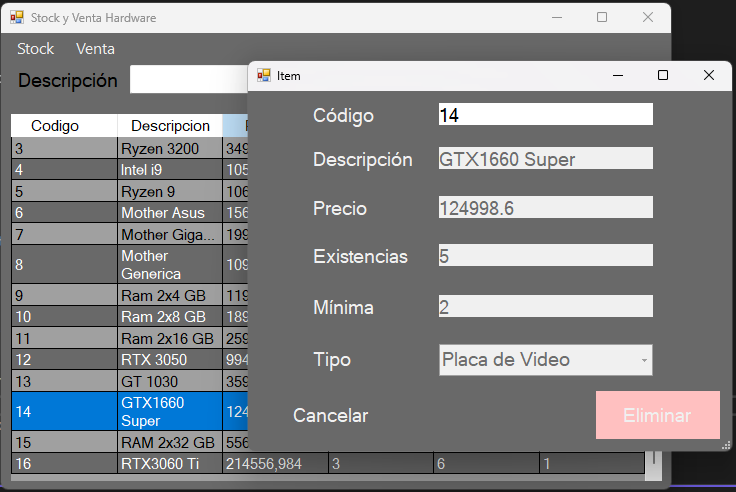 Stock y Venta Hardware
Stock Venta
Descripción
Codigo Descripcion
3 Ryzen 3200 349
4 Intel i9 105
5 Ryzen 9 106
6 Mother Asus 156
7 Mother Giga... 199
8 Mother Generica 109
9 Ram 2x4 GB 119
10 Ram 2x8 GB 189
11 Ram 2x16 GB 259
12 RTX 3050 994
13 GT 1030 359
14 GTX1660 Super 124
15 RAM 2x32 GB 556
16 RTX3060 Ti 214556,984 3 6 1
Item
Código 14
Descripción GTX1660 Super
Precio 124998.6
Existencias 5
Mínima 2
Tipo Placa de Video
Cancelar Eliminar